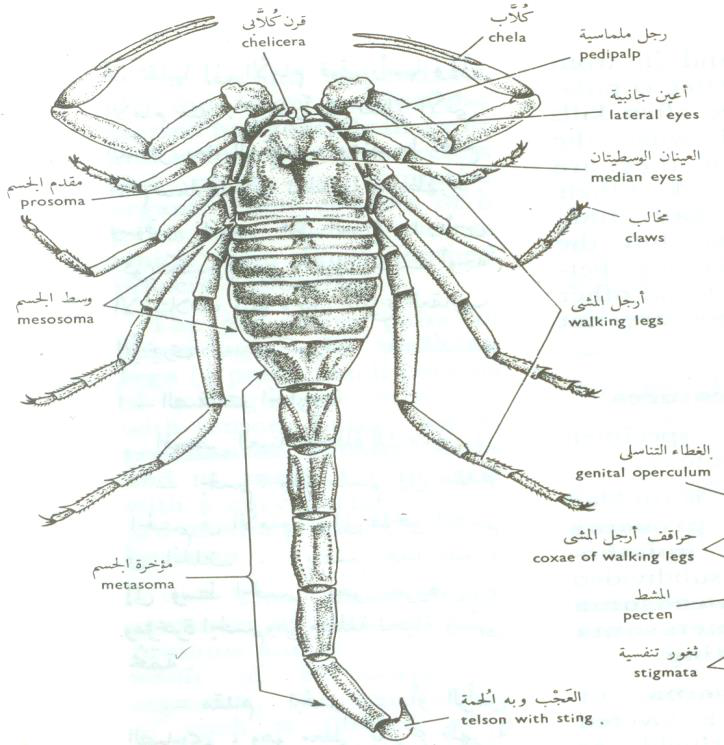 قرن كُلاَّبى
chelicera
كُلاَّب
chela
رجل ملماسية
pedipalp
أعين جانبية
lateral eyes
العينان الوسطيتان
median eyes
مقدم الجسم
prosoma
مخالب
claws
وسط الجسم
mesosoma
أرجل المشى
walking legs
الغطاء التناسلى
genital operculum
حراقف أرجل المشى
coxae of walking legs
مؤخرة الجسم
metasoma
المشط
pecten
ثغور تنفسية
stigmata
العَجْب وبه الحمة
telson with sting